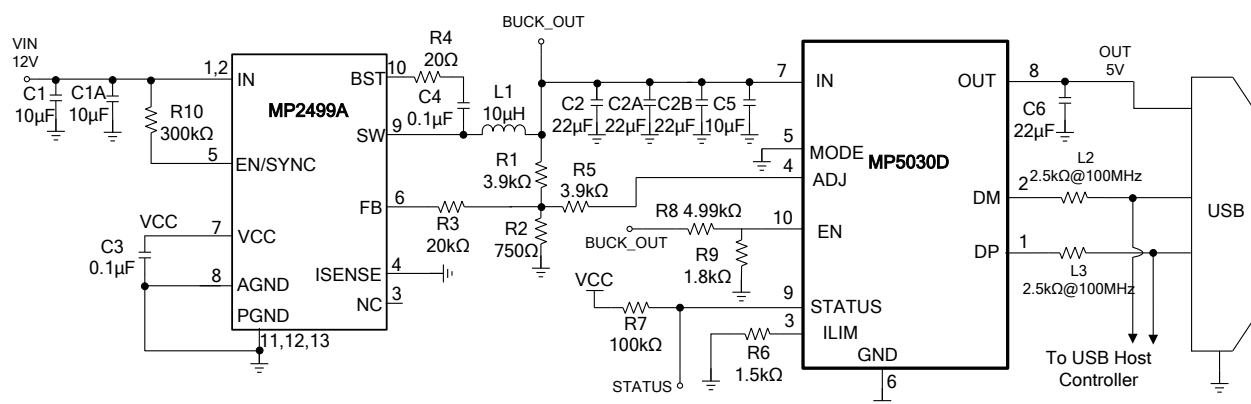 VIN
12V
C1
10µF
C1A
10µF
R10
300kΩ
1,2
IN
MP2499A
BST
10
R4
20Ω
C4
0.1µF
SW
9
L1
10µH
BUCK_OUT
5
EN/SYNC
FB
6
R3
20kΩ
R1
3.9kΩ
R2
750Ω
R5
3.9kΩ
VCC
7
VCC
C3
0.1µF
8
AGND
PGND
11,12,13
ISENSE
4
NC
3
C2
22µF
C2A
22µF
C2B
22µF
C5
10µF
7
IN
5
MODE
4
ADJ
MP5030D
R8 4.99kΩ
BUCK_OUT
R9
1.8kΩ
10
EN
VCC
R7
100kΩ
STATUS
9
STATUS
3
ILIM
R6
1.5kΩ
GND
6
OUT
8
C6
22µF
OUT
5V
DM
2
L2
2.5kΩ@100MHz
DP
1
L3
2.5kΩ@100MHz
To USB Host
Controller
USB